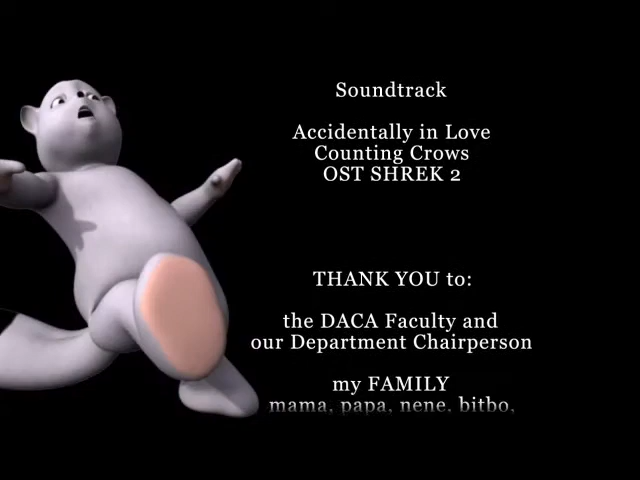 Soundtrack
Accidentally in Love
Counting Crows
OST SHREK 2
THANK YOU to:
the DACA Faculty and
our Department Chairperson
my FAMILY
mama, papa, nene, bitbo,